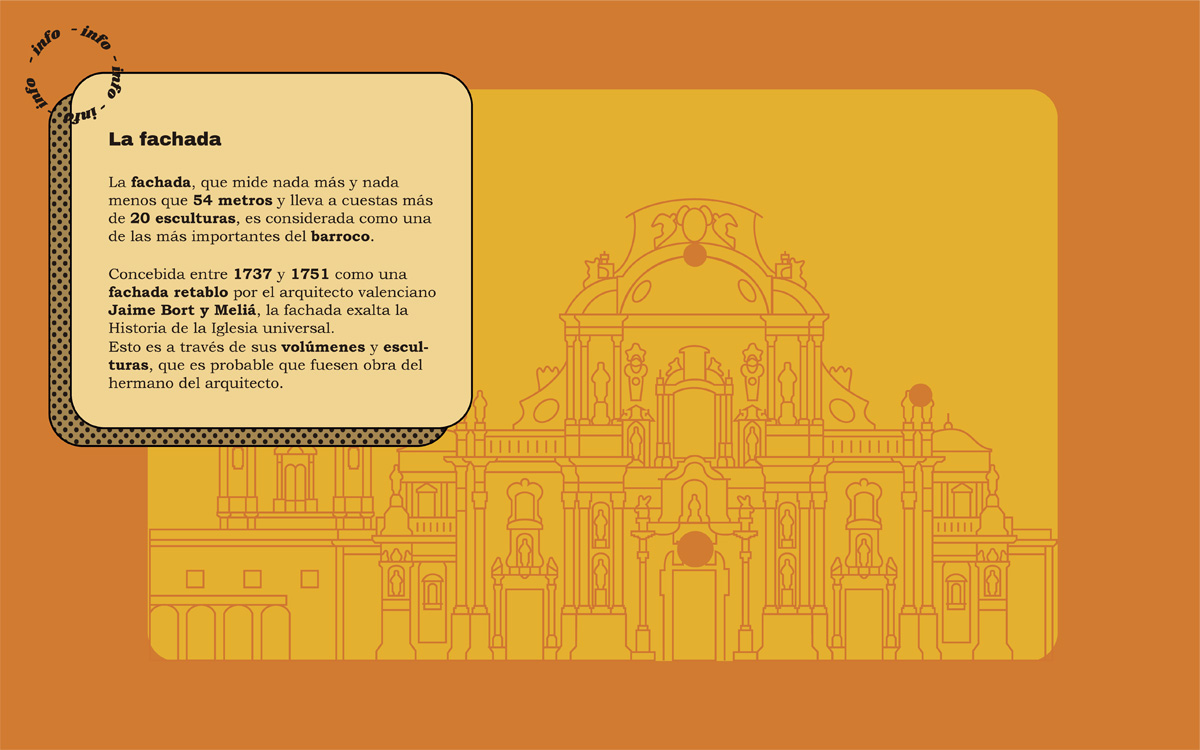 - info - info - info - info - info
La fachada
La fachada, que mide nada más y nada
menos que 54 metros y lleva a cuestas más
de 20 esculturas, es considerada como una
de las más importantes del barroco.
Concebida entre 1737 y 1751 como una
fachada retablo por el arquitecto valenciano
Jaime Bort y Meliá, la fachada exalta la
Historia de la Iglesia universal.
Esto es a través de sus volúmenes y escul-
turas, que es probable que fuesen obra del
hermano del arquitecto.